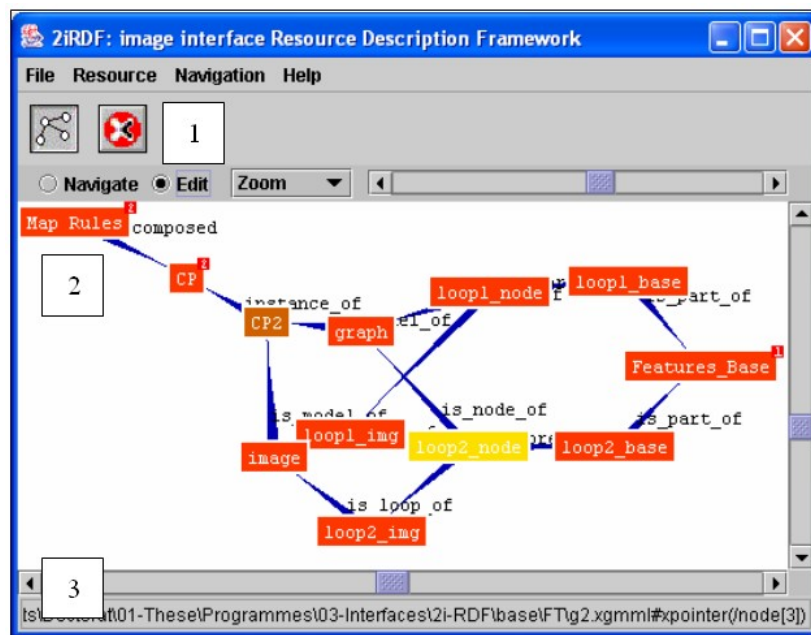 2iRDF: image interface Resource Description Framework
File Resource Navigation Help
1
Navigate Edit Zoom
Map Rules 2
composed
2
CP 2
instance_of
CP2
graph
loop1_node
loop1_base
is_part_of
Features_Base 1
is_model_of
is_node_of
is_part_of
loop1_img
image
loop2_node
loop2_base
is_loop_of
loop2_img
3
ts\Doctorat\01-These\Programmes\03-Interfaces\2i-RDF\base\FT\g2.xgmml#xpointer(/node[3])